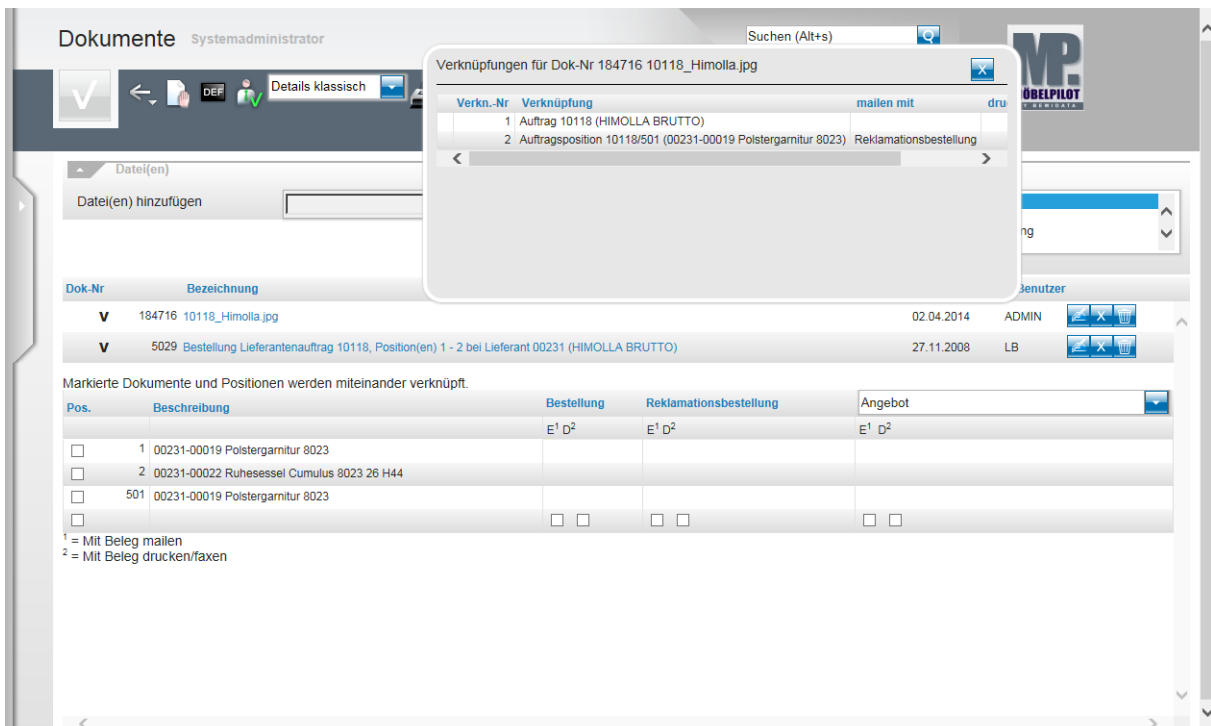 Dokumente Systemadministrator
Suchen (Alt+s)
MP.
ÖBELPILOT
Verknüpfungen für Dok-Nr 184716 10118_Himolla.jpg
X
DEF Details klassisch
Verkn.-Nr Verknüpfung mailen mit dru
1 Auftrag 10118 (HIMOLLA BRUTTO)
2 Auftragsposition 10118/501 (00231-00019 Polstergarnitur 8023) Reklamationsbestellung
Datei(en)
Datei(en) hinzufügen
ng
Dok-Nr Bezeichnung Benutzer
V 184716 10118_Himolla.jpg 02.04.2014 ADMIN X
V 5029 Bestellung Lieferantenauftrag 10118, Position(en) 1 - 2 bei Lieferant 00231 (HIMOLLA BRUTTO) 27.11.2008 LB X
Markierte Dokumente und Positionen werden miteinander verknüpft.
Pos. Beschreibung Bestellung Reklamationsbestellung Angebot
E¹ D² E¹ D² E¹ D²
1 00231-00019 Polstergarnitur 8023
2 00231-00022 Ruhesessel Cumulus 8023 26 H44
501 00231-00019 Polstergarnitur 8023
¹ = Mit Beleg mailen
² = Mit Beleg drucken/faxen